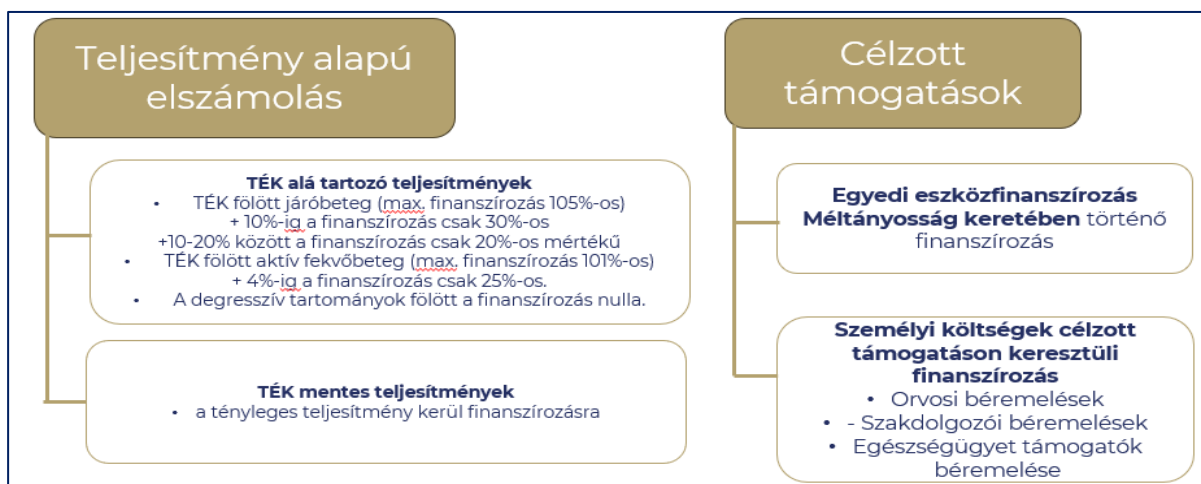 Teljesítmény alapú
elszámolás
TÉK alá tartozó teljesítmények
• TÉK fölött járóbeteg (max. finanszírozás 105%-os)
+ 10%-ig a finanszírozás csak 30%-os
+10-20% között a finanszírozás csak 20%-os mértékű
• TÉK fölött aktív fekvőbeteg (max. finanszírozás 101%-os)
+ 4%-ig a finanszírozás csak 25%-os.
• A degresszív tartományok fölött a finanszírozás nulla.
TÉK mentes teljesítmények
• a tényleges teljesítmény kerül finanszírozásra
Célzott
támogatások
Egyedi eszközfinanszírozás
Méltányosság keretében történő
finanszírozás
Személyi költségek célzott
támogatáson keresztüli
finanszírozás
• Orvosi béremelések
• - Szakdolgozói béremelések
• Egészségügyet támogatók
béremelése